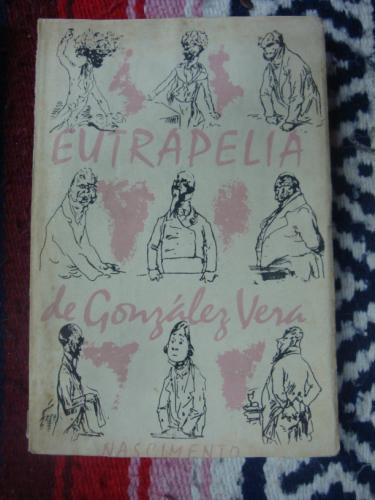 EUTRAPELIA
de González Vera
NASCIMENTO